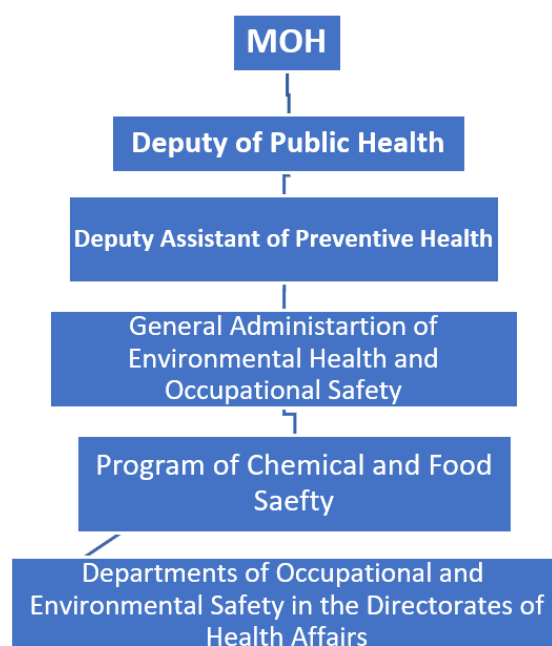 MOH
Deputy of Public Health
Deputy Assistant of Preventive Health
General Administartion of
Environmental Health and
Occupational Safety
Program of Chemical and Food
Saefty
Departments of Occupational and
Environmental Safety in the Directorates of
Health Affairs